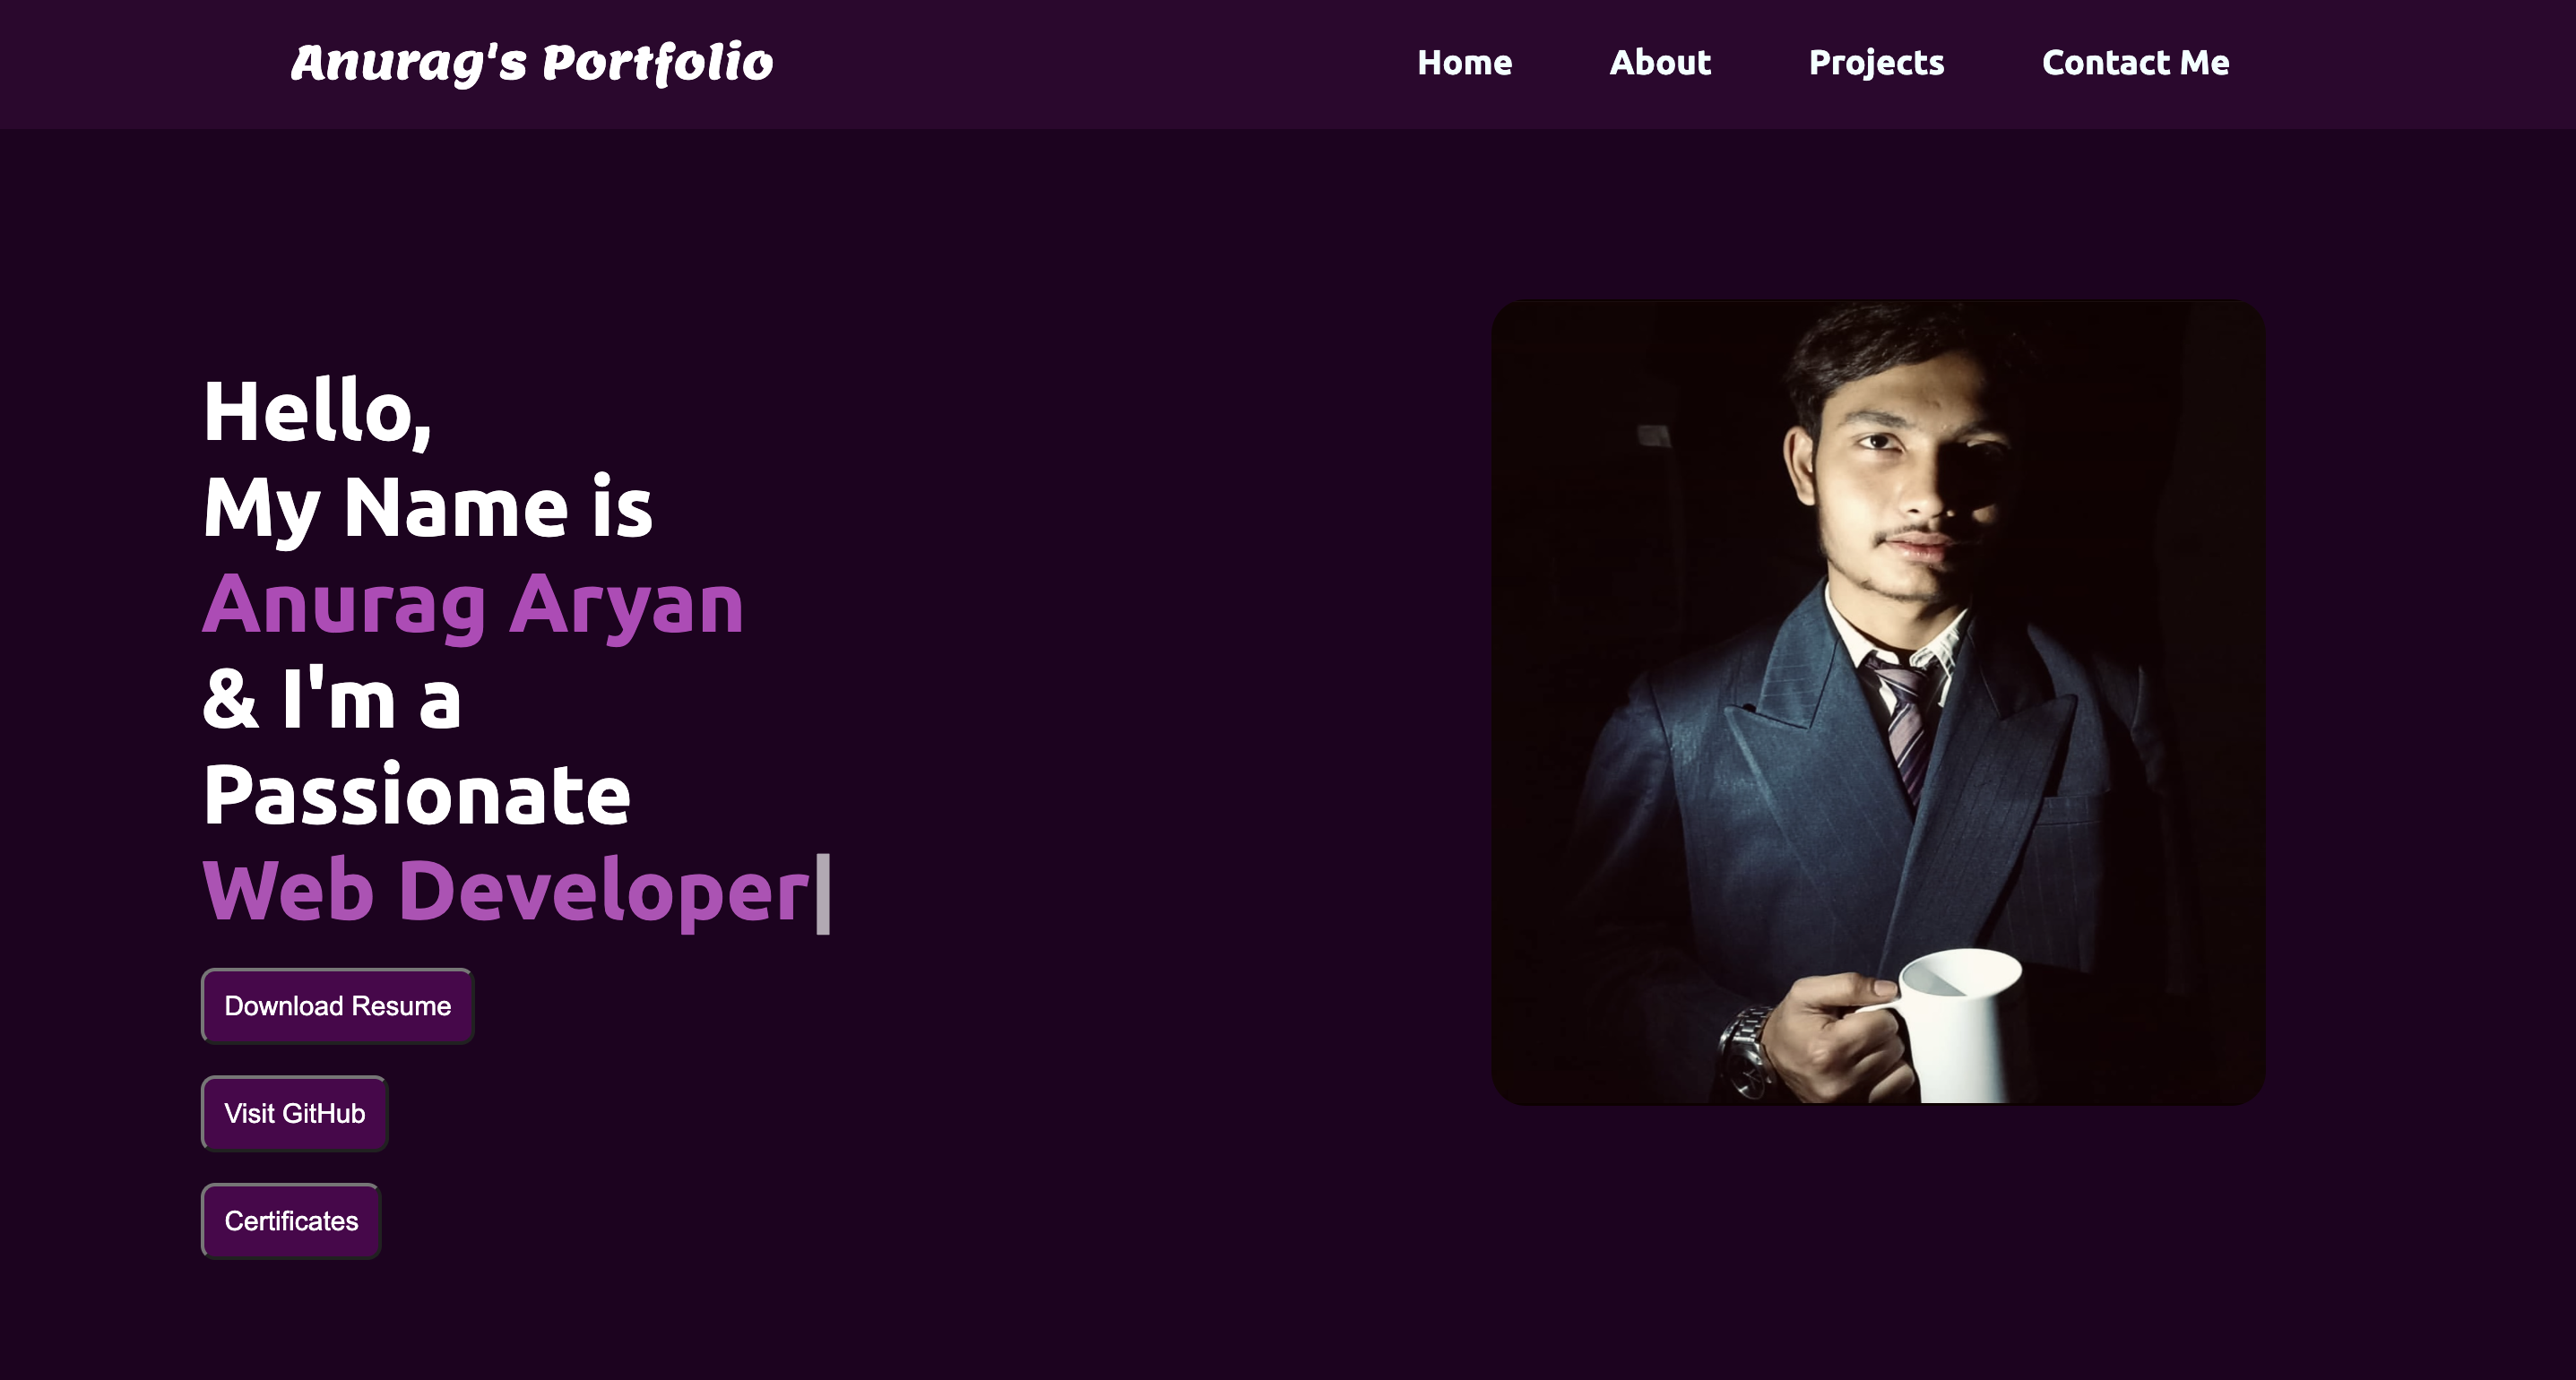 Anurag's Portfolio
Home About Projects Contact Me
Hello,
My Name is
Anurag Aryan
& I'm a
Passionate
Web Developer|
Download Resume
Visit GitHub
Certificates